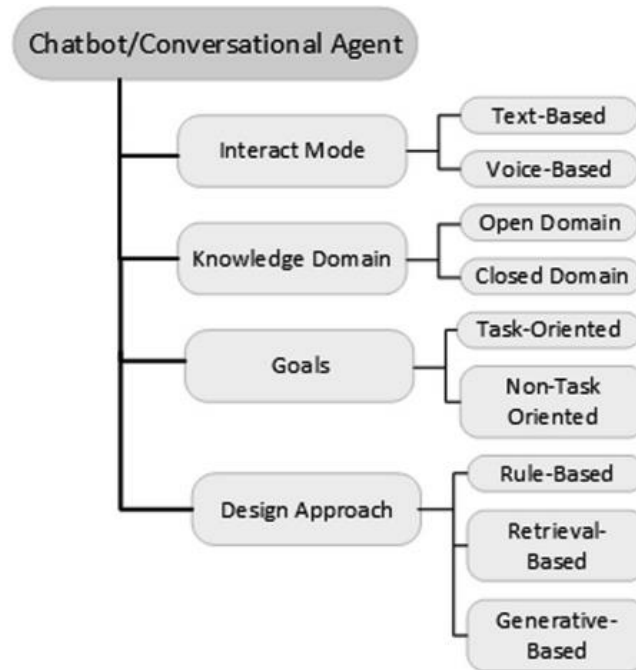 Chatbot/Conversational Agent
Interact Mode
Text-Based
Voice-Based
Knowledge Domain
Open Domain
Closed Domain
Goals
Task-Oriented
Non-Task
Oriented
Design Approach
Rule-Based
Retrieval-
Based
Generative-
Based